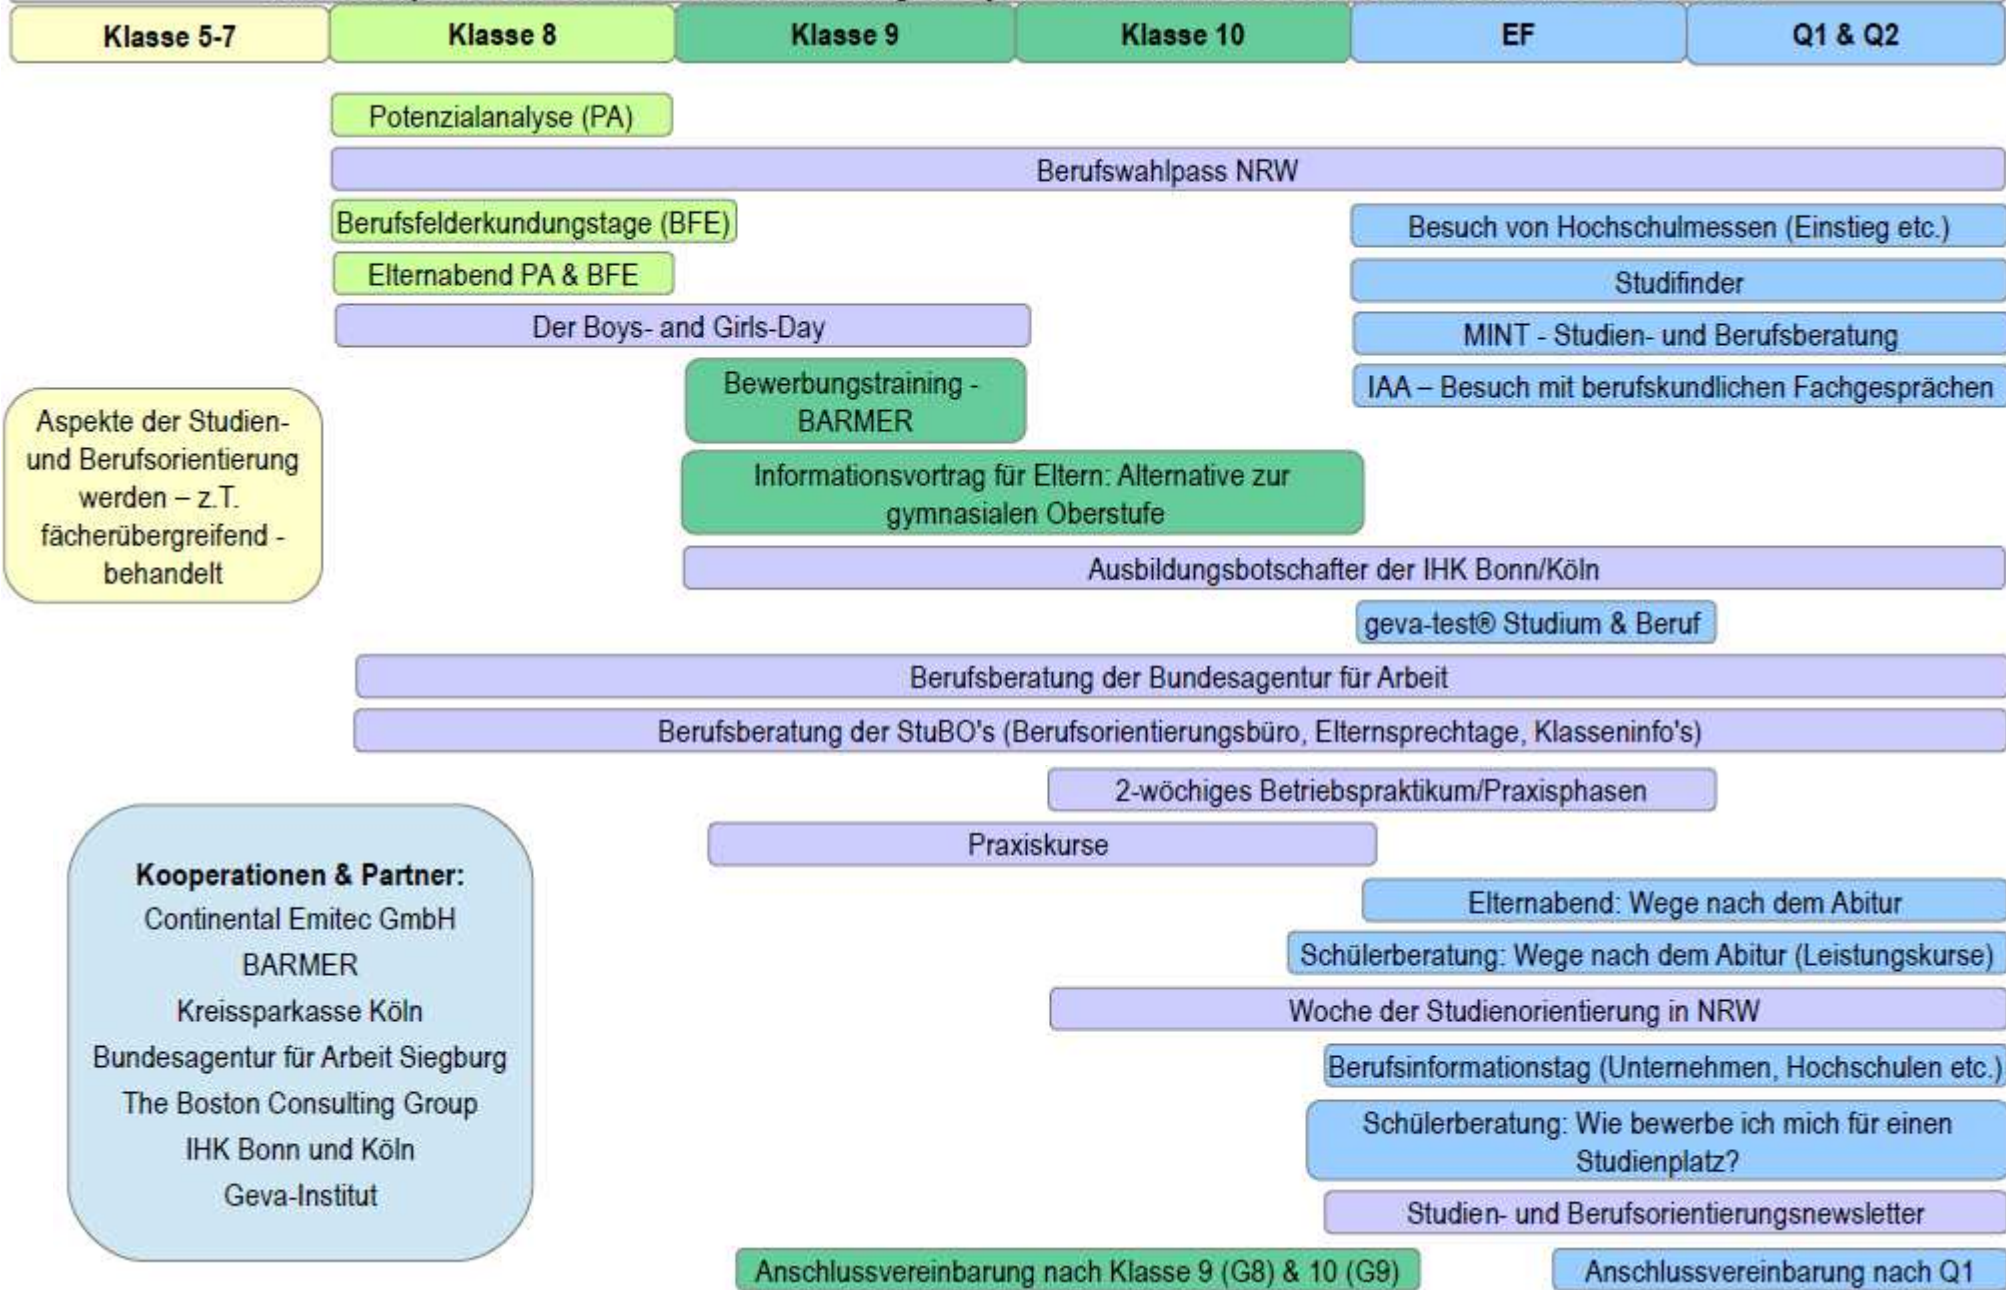 Klasse 5-7
Klasse 8
Klasse 9
Klasse 10
EF
Q1 & Q2
Potenzialanalyse (PA)
Berufswahlpass NRW
Berufsfelderkundungstage (BFE)
Besuch von Hochschulmessen (Einstieg etc.)
Elternabend PA & BFE
Studifinder
Der Boys- and Girls-Day
MINT - Studien- und Berufsberatung
Bewerbungstraining -
BARMER
IAA – Besuch mit berufskundlichen Fachgesprächen
Aspekte der Studien-
und Berufsorientierung
werden – z.T.
fächerübergreifend -
behandelt
Informationsvortrag für Eltern: Alternative zur
gymnasialen Oberstufe
Ausbildungsbotschafter der IHK Bonn/Köln
geva-test® Studium & Beruf
Berufsberatung der Bundesagentur für Arbeit
Berufsberatung der StuBO's (Berufsorientierungsbüro, Elternsprechtage, Klasseninfo's)
2-wöchiges Betriebspraktikum/Praxisphasen
Praxiskurse
Kooperationen & Partner:
Continental Emitec GmbH
BARMER
Kreissparkasse Köln
Bundesagentur für Arbeit Siegburg
The Boston Consulting Group
IHK Bonn und Köln
Geva-Institut
Elternabend: Wege nach dem Abitur
Schülerberatung: Wege nach dem Abitur (Leistungskurse)
Woche der Studienorientierung in NRW
Berufsinformationstag (Unternehmen, Hochschulen etc.)
Schülerberatung: Wie bewerbe ich mich für einen
Studienplatz?
Studien- und Berufsorientierungsnewsletter
Anschlussvereinbarung nach Klasse 9 (G8) & 10 (G9)
Anschlussvereinbarung nach Q1